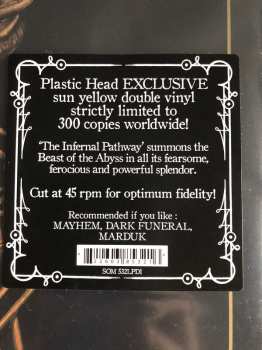 Plastic Head EXCLUSIVE
sun yellow double vinyl
strictly limited to
300 copies worldwide!
'The Infernal Pathway' summons the
Beast of the Abyss in all its fearsome,
ferocious and powerful splendor.
Cut at 45 rpm for optimum fidelity!
Recommended if you like :
MAYHEM, DARK FUNERAL,
MARDUK
SOM 532LPD1